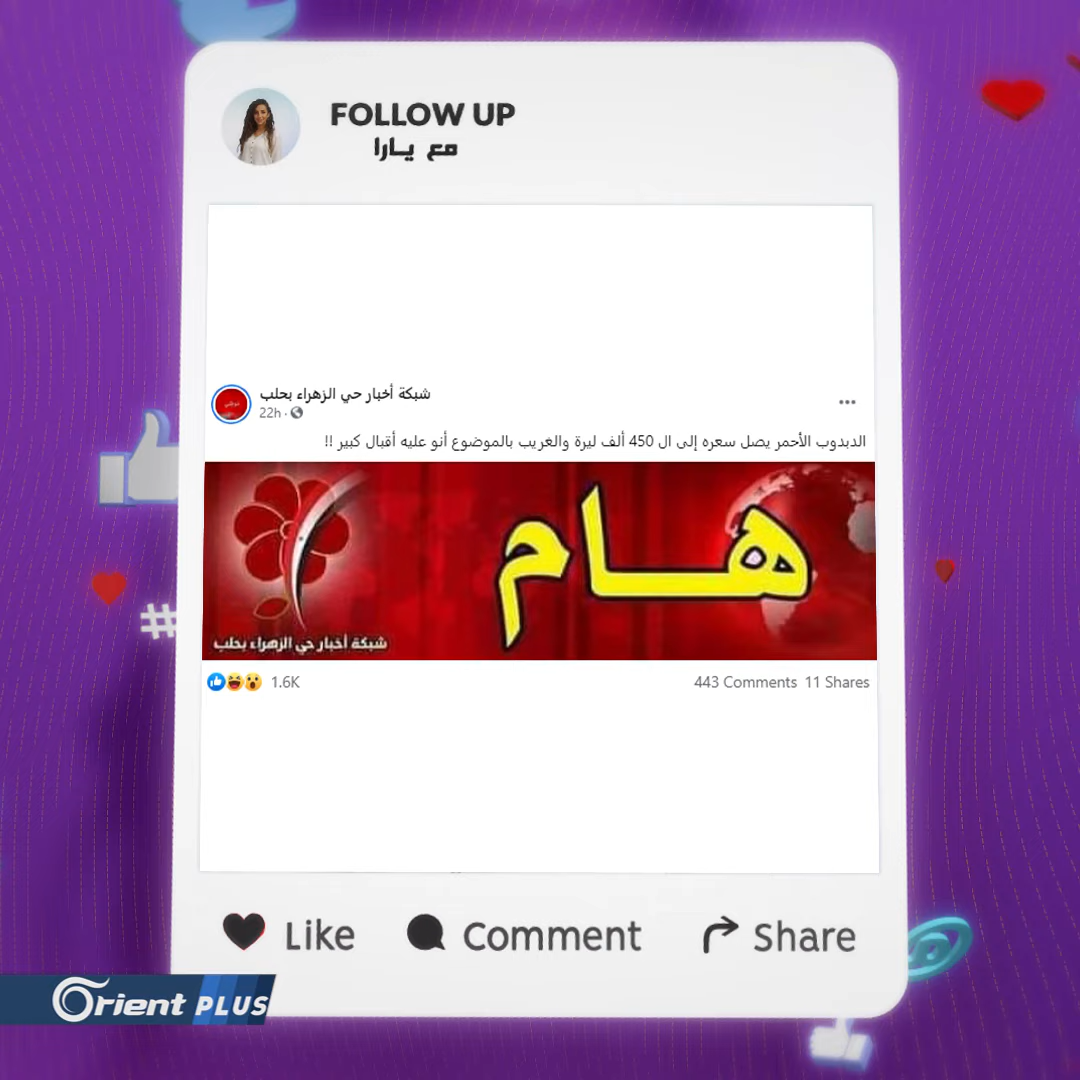 FOLLOW UP
مع يارا
شبكة أخبار حي الزهراء بحلب
22h
الدبدوب الأحمر يصل سعره إلى ال 450 ألف ليرة والغريب بالموضوع أنو عليه أقبال كبير !!
هام
شبكة أخبار حي الزهراء بحلب
1.6K
443 Comments 11 Shares
Like Comment Share
Orient PLUS